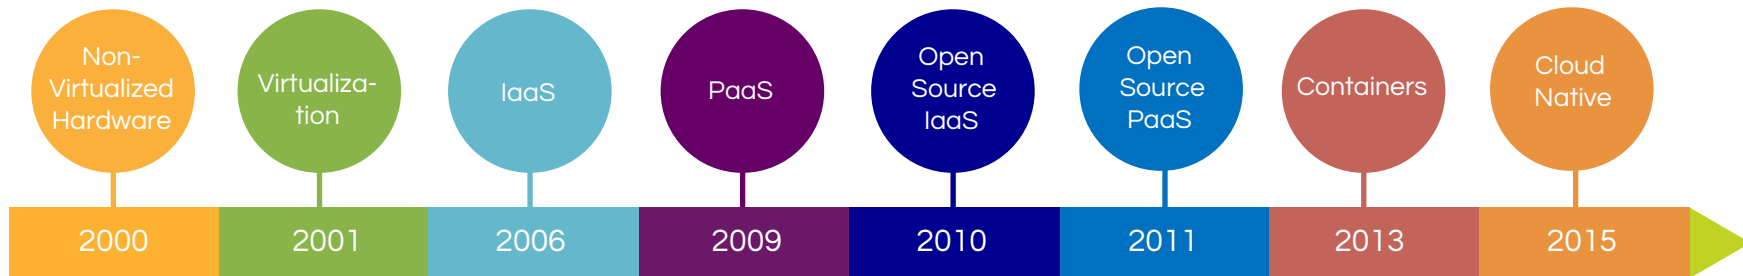 Non-
Virtualized
Hardware
Virtualiza-
tion
IaaS
PaaS
Open
Source
IaaS
Open
Source
PaaS
Containers
Cloud
Native
2000
2001
2006
2009
2010
2011
2013
2015